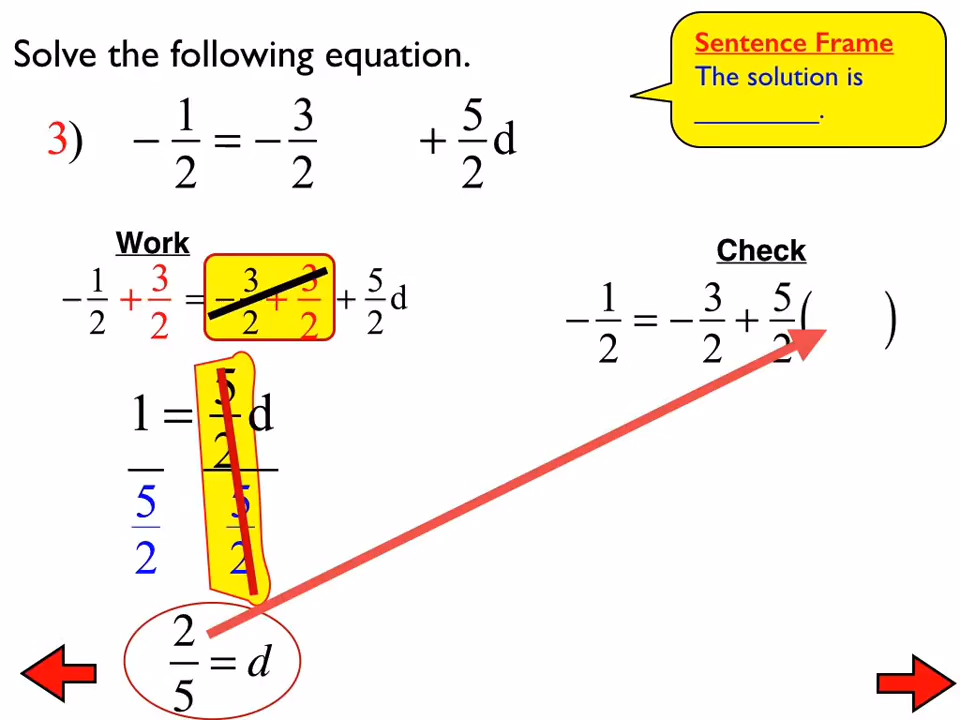 Solve the following equation.
Sentence Frame
The solution is
_________.
3) -1/2 = -3/2 + 5/2 d
Work
-1/2 + 3/2 = -3/2 + 3/2 + 5/2 d
1 = 5/2 d
5/2 5/2
2/5 = d
Check
-1/2 = -3/2 + 5/2 ( )